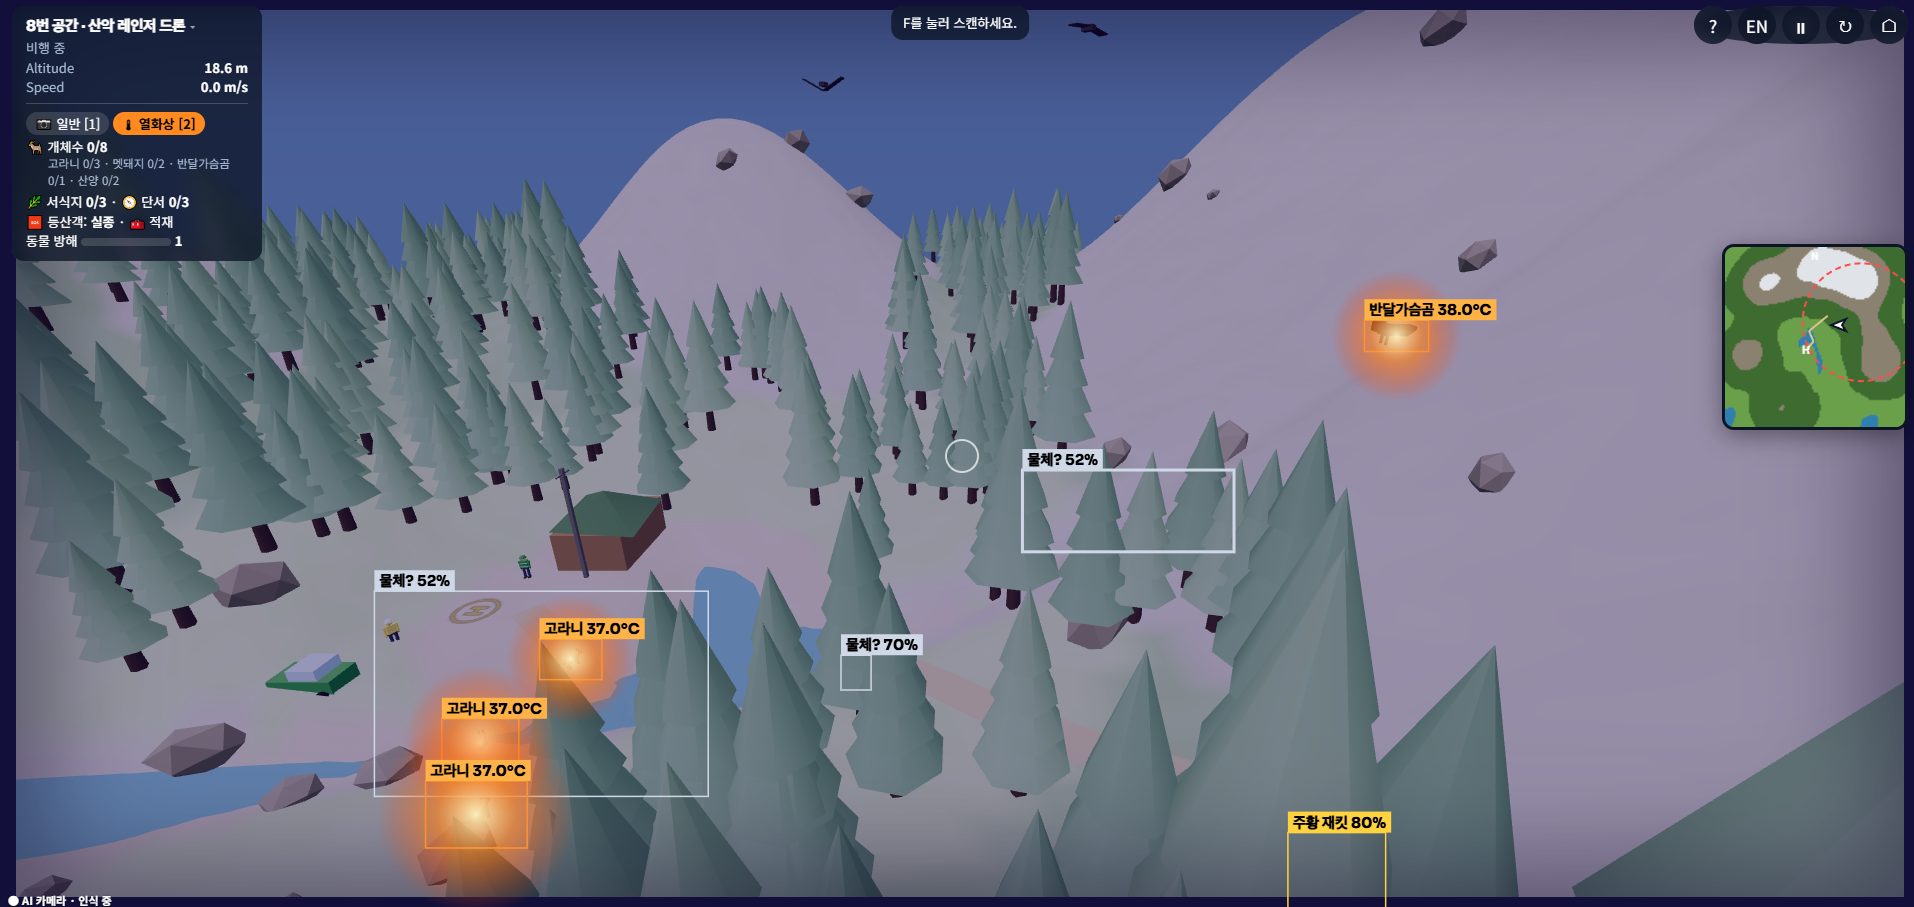 8번 공간 · 산악 레인저 드론
비행 중
Altitude 18.6 m
Speed 0.0 m/s
일반 [1] 열화상 [2]
개체수 0/8
고라니 0/3 · 멧돼지 0/2 · 반달가슴곰
0/1 · 산양 0/2
서식지 0/3 · 단서 0/3
등산객: 실종 · 적재
동물 방해 1
F를 눌러 스캔하세요.
? EN
N
H
반달가슴곰 38.0°C
물체? 52%
물체? 52%
고라니 37.0°C
물체? 70%
고라니 37.0°C
고라니 37.0°C
주황 재킷 80%
AI 카메라 · 인식 중